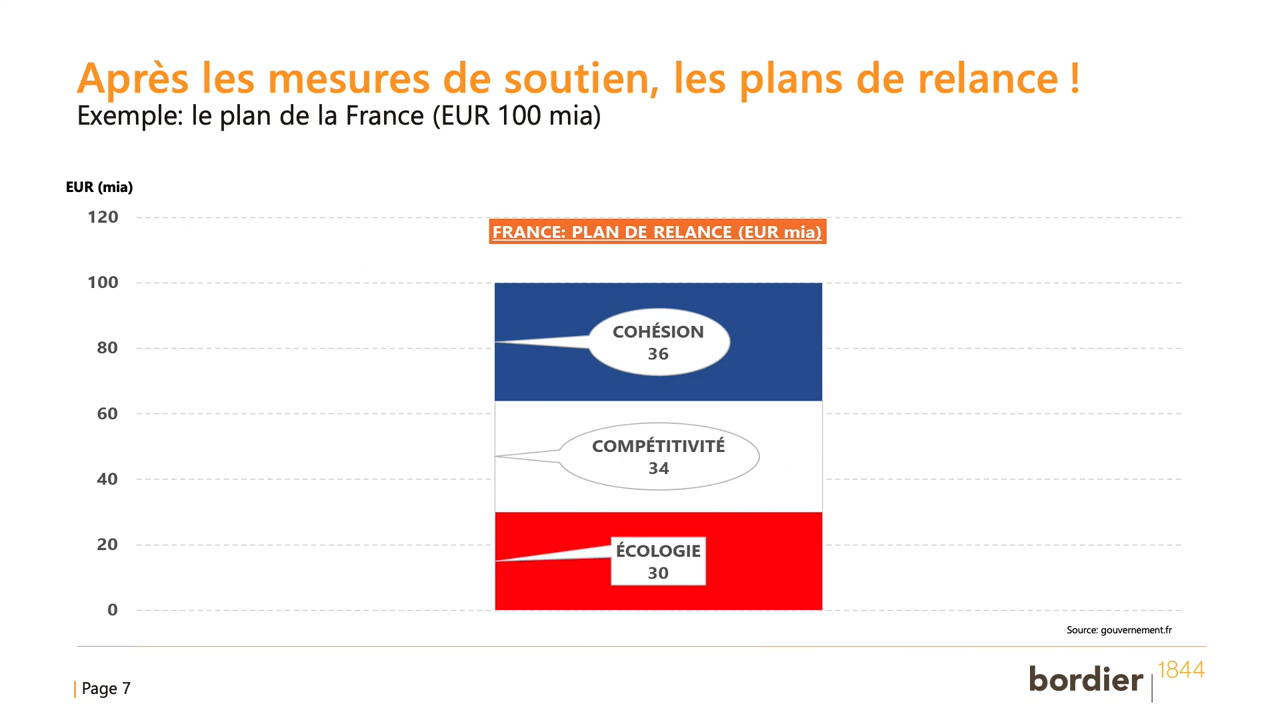 Après les mesures de soutien, les plans de relance !
Exemple: le plan de la France (EUR 100 mia)
EUR (mia)
120
FRANCE: PLAN DE RELANCE (EUR mia)
100
COHÉSION
36
80
60
COMPÉTITIVITÉ
34
40
20
ÉCOLOGIE
30
0
Source: gouvernement.fr
bordier 1844
| Page 7